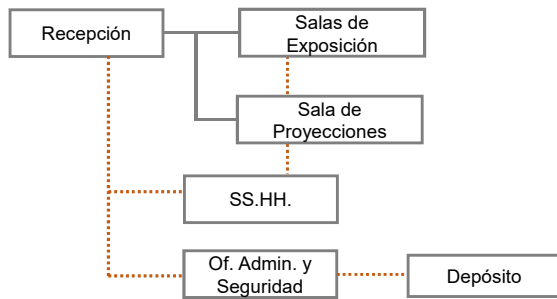 Recepción
Salas de
Exposición
Sala de
Proyecciones
SS.HH.
Of. Admin. y
Seguridad
Depósito